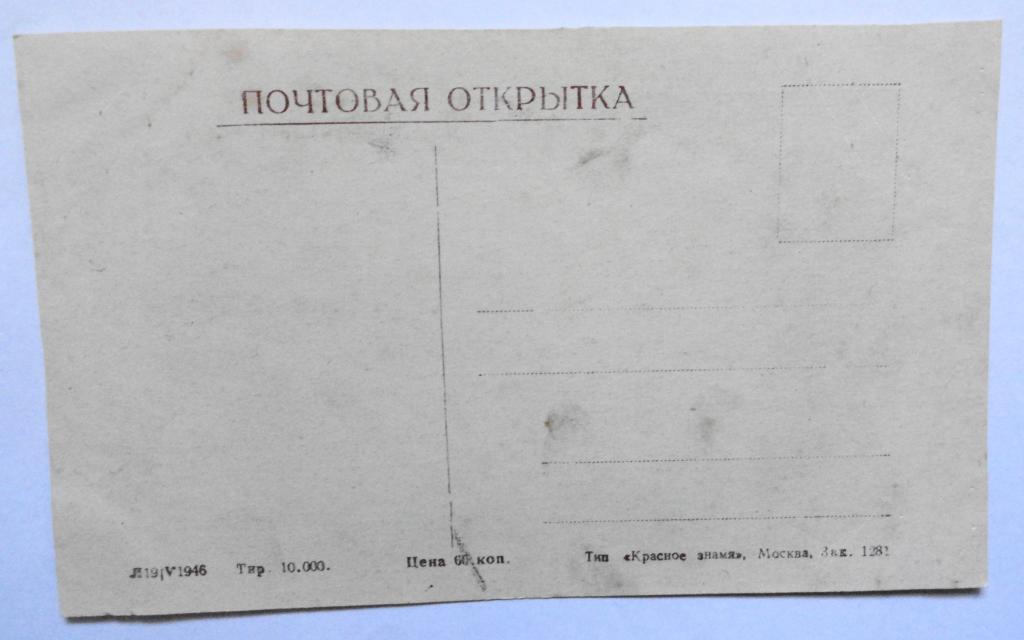 ПОЧТОВАЯ ОТКРЫТКА
Л19/V1946 Тир. 10.000. Цена 60 коп. Тип «Красное знамя», Москва, Зак. 1281